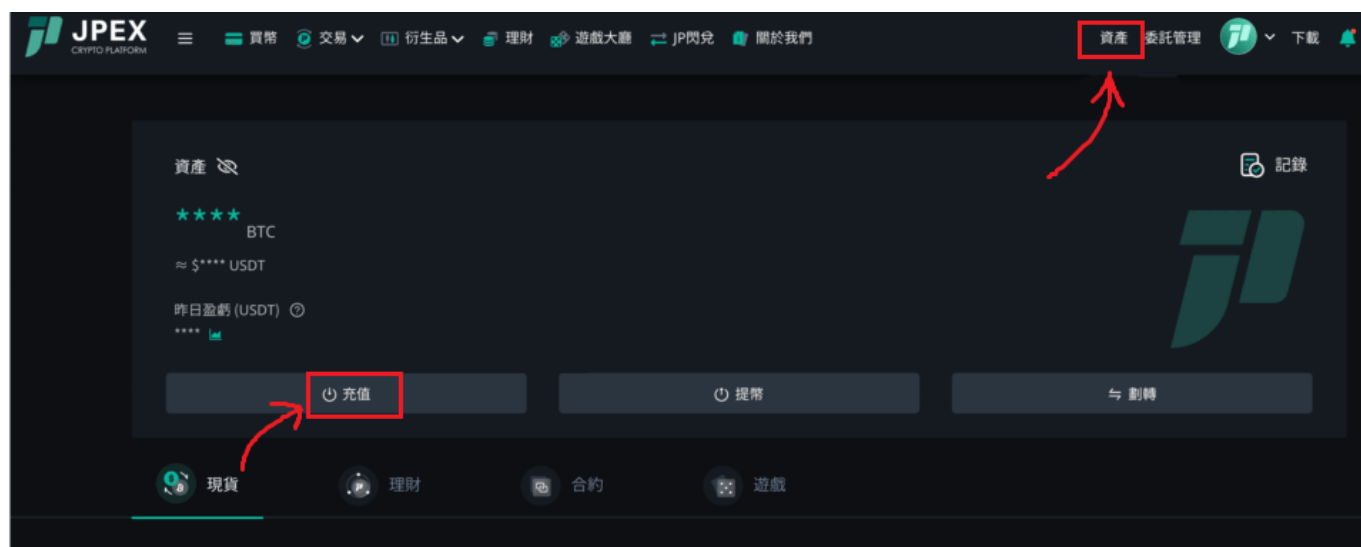 JPEX
CRYPTO PLATFORM
買幣 交易 衍生品 理財 遊戲大廳 JP閃兌 關於我們 資產 委託管理 下載
資產 記錄
**** BTC
≈ $**** USDT
昨日盈虧 (USDT)
****
充值 提幣 劃轉
現貨 理財 合約 遊戲